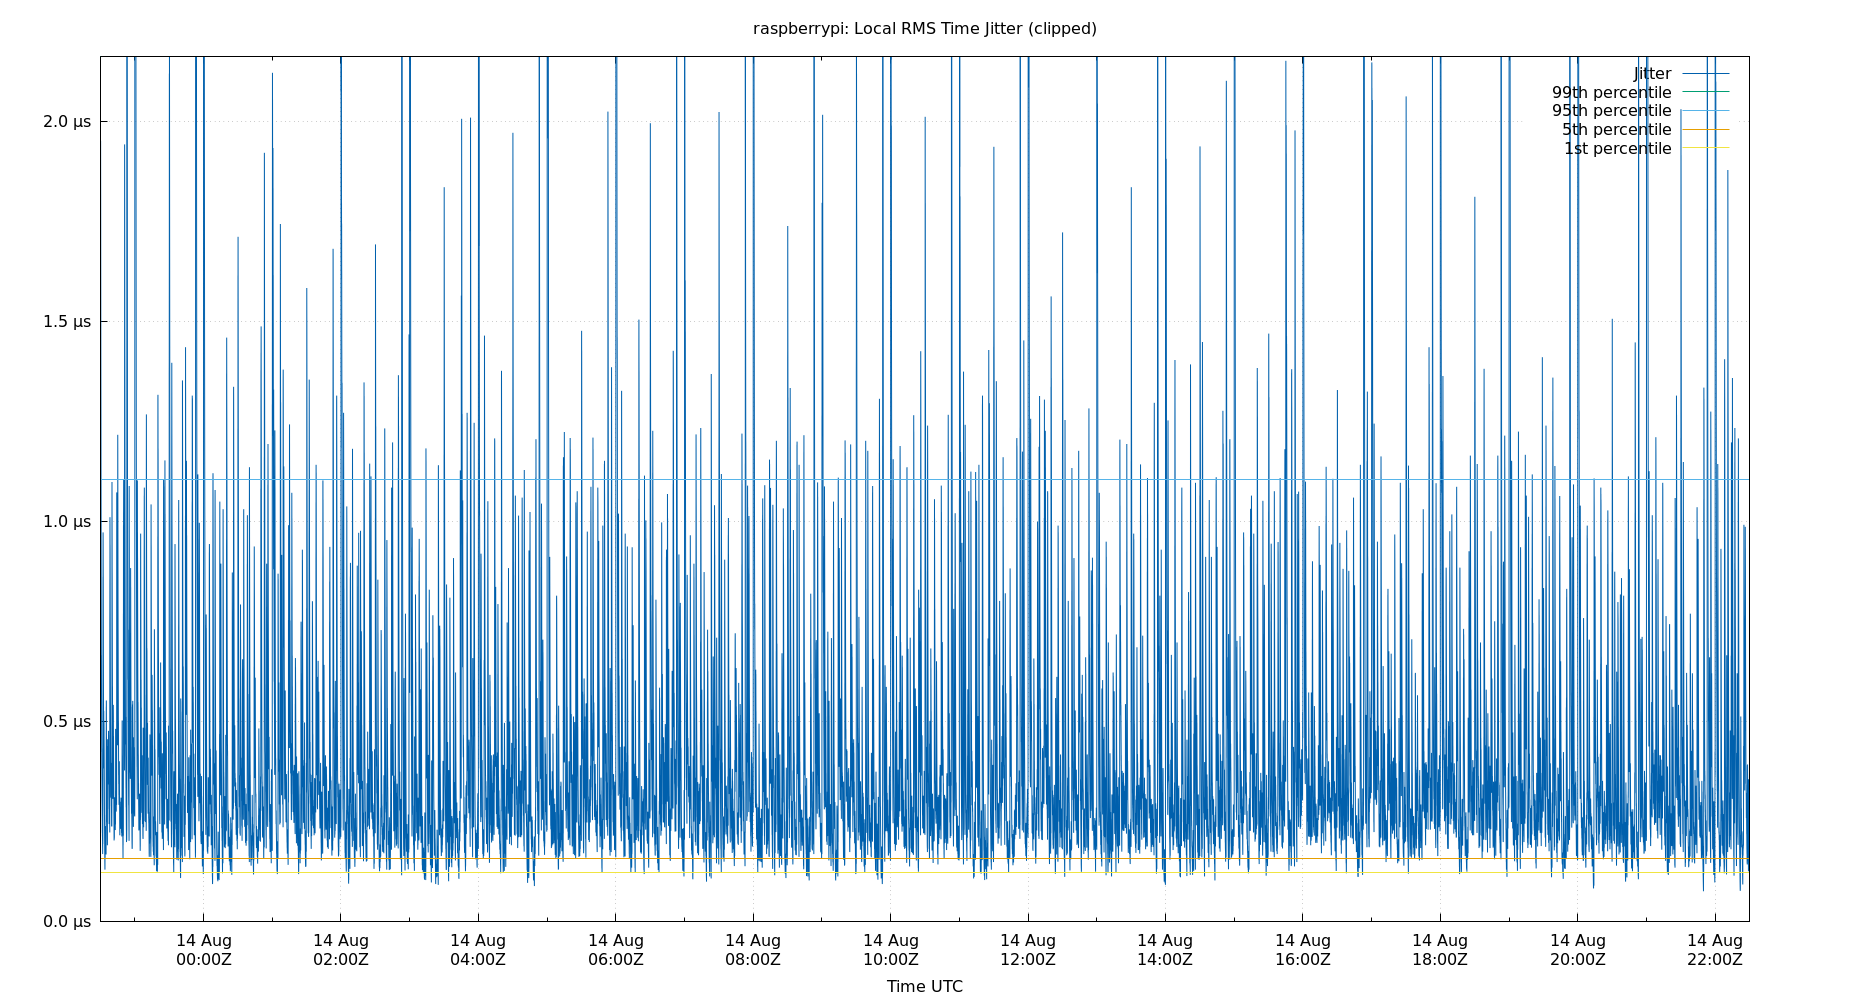 raspberrypi: Local RMS Time Jitter (clipped)
Jitter
99th percentile
95th percentile
5th percentile
1st percentile
2.0 μs
1.5 μs
1.0 μs
0.5 μs
0.0 μs
14 Aug 14 Aug 14 Aug 14 Aug 14 Aug 14 Aug 14 Aug 14 Aug 14 Aug 14 Aug 14 Aug 14 Aug
00:00Z 02:00Z 04:00Z 06:00Z 08:00Z 10:00Z 12:00Z 14:00Z 16:00Z 18:00Z 20:00Z 22:00Z
Time UTC